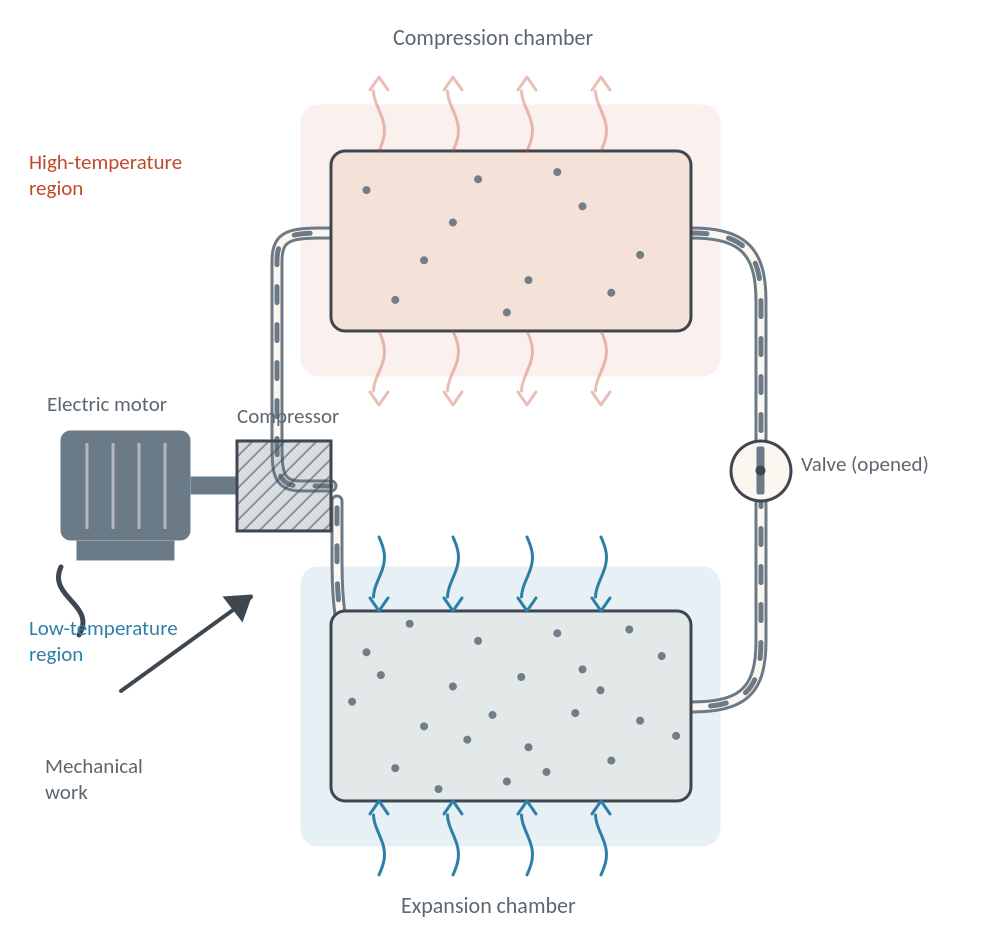 Compression chamber
High-temperature
region
Electric motor
Compressor
Valve (opened)
Low-temperature
region
Mechanical
work
Expansion chamber